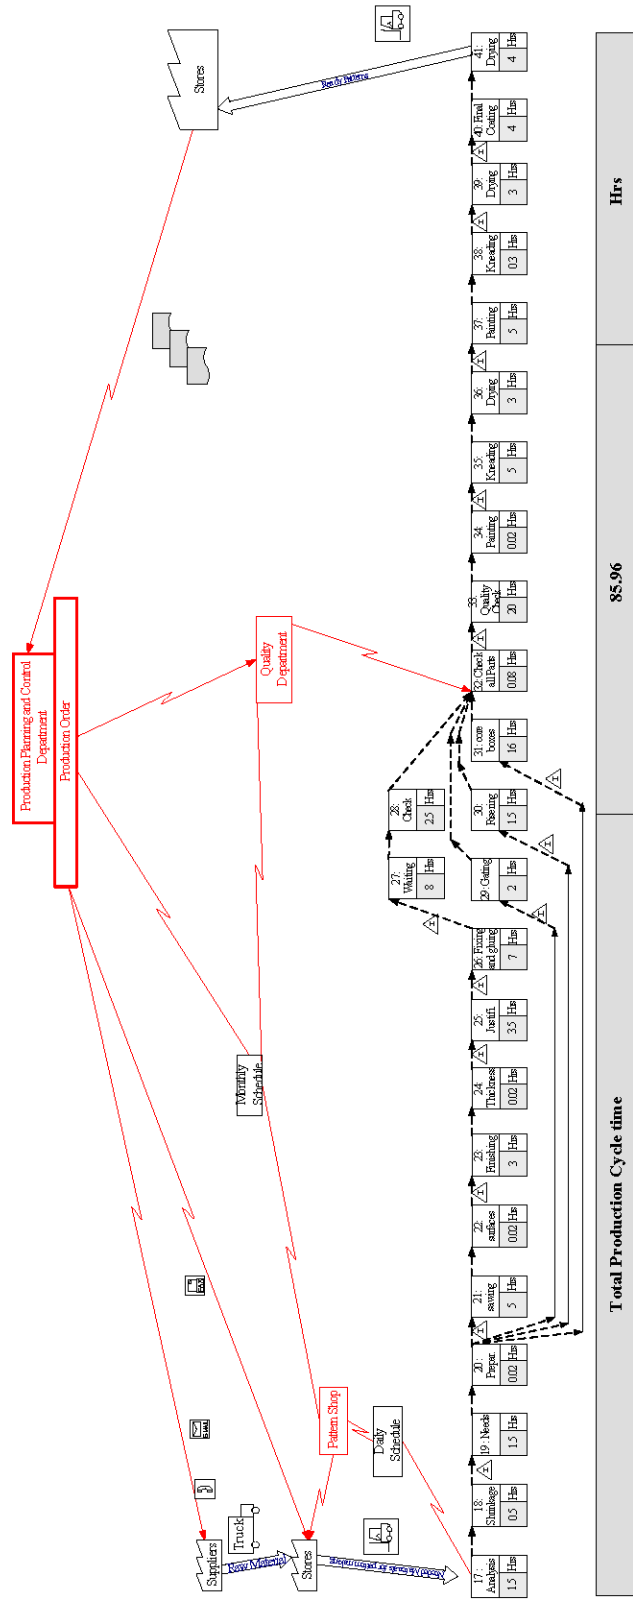 Production Planning and Control
Department
Production Order
Stores
Ready Patterns
Quality
Department
Monthly
Schedule
FAX
E-MAIL
Suppliers
Truck
Raw Material
Stores
Pattern Shop
Daily
Schedule
17:
Analysis
1.5 Hrs
18:
Shrinkage
0.5 Hrs
I
19: Needs
1.5 Hrs
20:
Prepar.
0.02 Hrs
I
21:
sawing
5 Hrs
22:
surfaces
0.02 Hrs
I
23:
Finishing
3 Hrs
24:
Thickness
0.02 Hrs
I
25:
Justifi.
3.5 Hrs
I
26: Fixing
and gluing
7 Hrs
I
27:
Waiting
8 Hrs
28:
Check
2.5 Hrs
I
29: Gating
2 Hrs
I
30:
1.5 Hrs
I
31: core
boxes
16 Hrs
32: Check
all Parts
0.08 Hrs
I
33:
Quality
Check
20 Hrs
34:
Painting
0.02 Hrs
I
35:
Kneading
5 Hrs
36:
Drying
3 Hrs
I
37:
Painting
5 Hrs
38:
Kneading
0.3 Hrs
I
39:
Drying
3 Hrs
I
40: Final
Coating
4 Hrs
41:
Drying
4 Hrs
Total Production Cycle time 85.96 Hrs